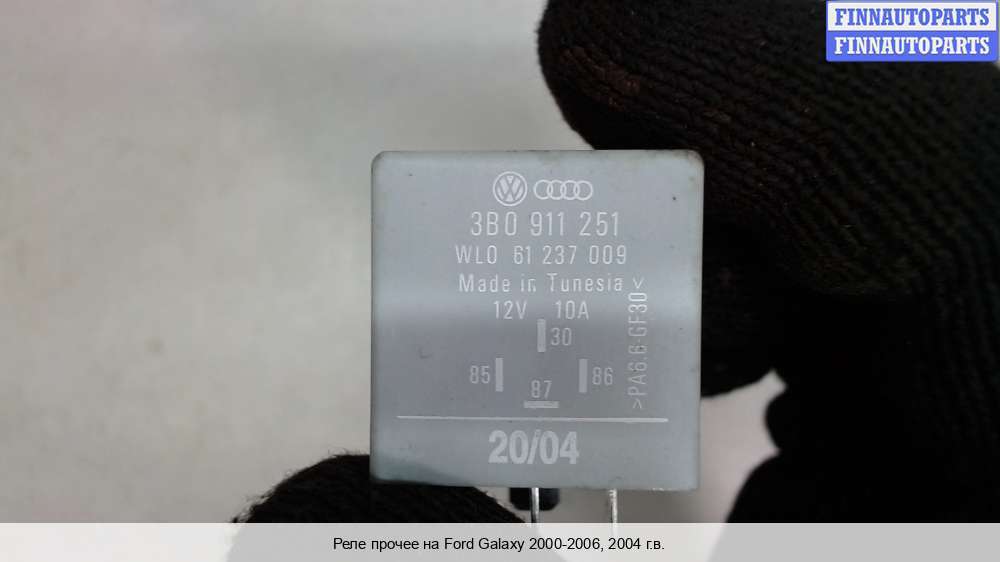 FINNAUTOPARTS
FINNAUTOPARTS
3B0 911 251
WL0 61 237 009
Made in Tunesia
12V 10A
30
85
86
87
>PA6.6-GF30<
20/04
Реле прочее на Ford Galaxy 2000-2006, 2004 г.в.